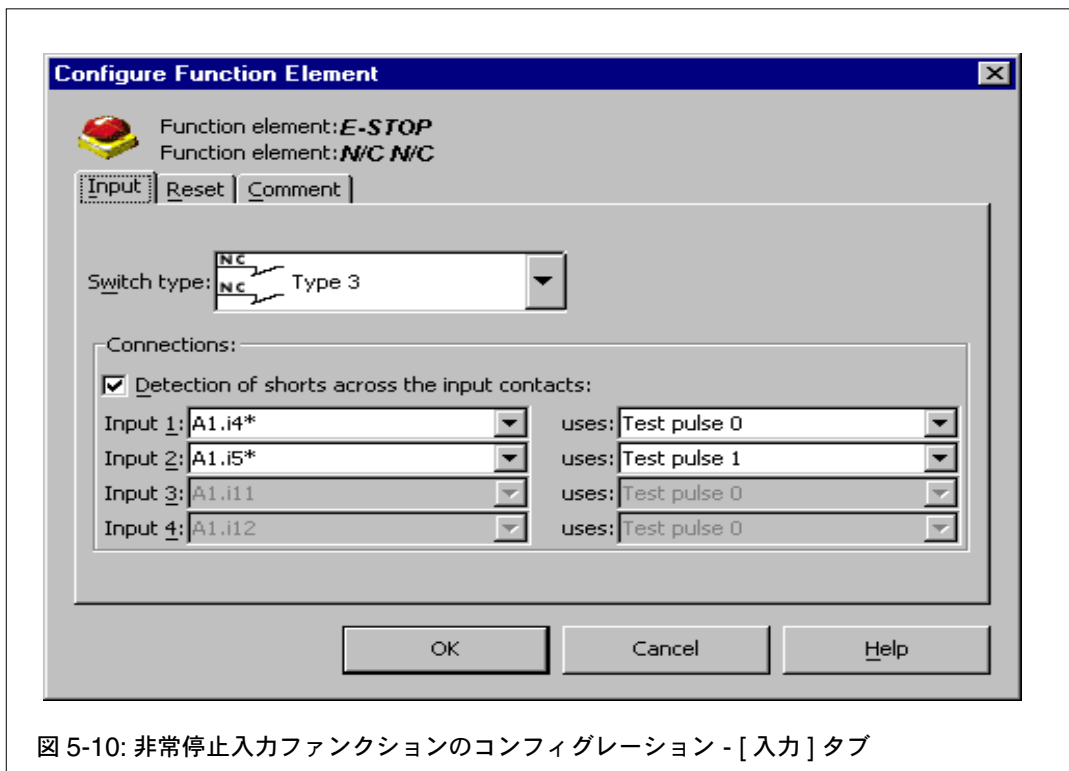 Configure Function Element
Function element:E-STOP
Function element:N/C N/C
Input Reset Comment
NC
NC
Switch type: Type 3
Connections:
Detection of shorts across the input contacts:
Input 1: A1.i4* uses: Test pulse 0
Input 2: A1.i5* uses: Test pulse 1
Input 3: A1.i11 uses: Test pulse 0
Input 4: A1.i12 uses: Test pulse 0
OK Cancel Help
図 5-10: 非常停止入力ファンクションのコンフィグレーション - [ 入力 ] タブ